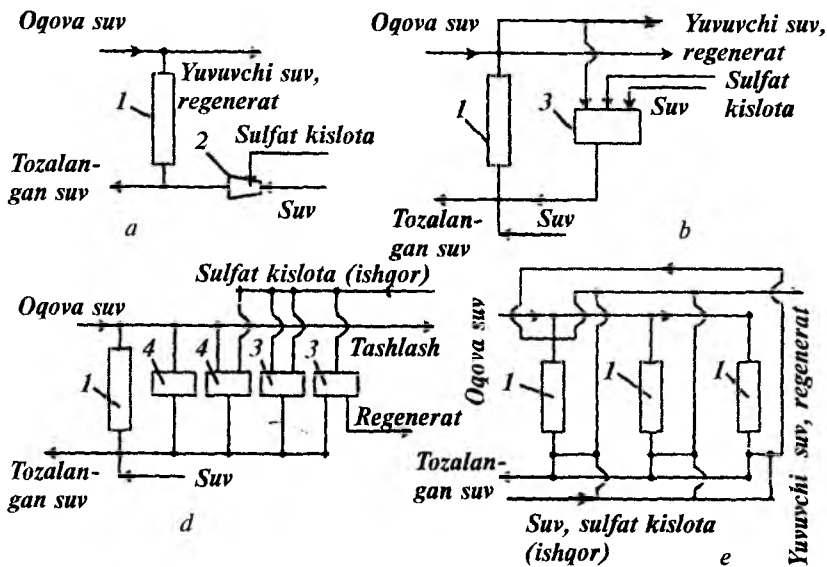 Oqova suv
Yuvuvchi suv,
regenerat
1
2
Sulfat kislota
Tozalan-
gan suv
Suv
a
Oqova suv
Yuvuvchi suv,
regenerat
Sulfat
kislota
Suv
1
3
Tozalan-
gan suv
Suv
b
Sulfat kislota (ishqor)
Oqova suv
Tashlash
1
4
4
3
3
Regenerat
Tozalan-
gan suv
Suv
d
Oqova suv
1
1
1
Tozalan-
gan suv
Suv, sulfat kislota
(ishqor)
Yuvuvchi suv, regenerat
e